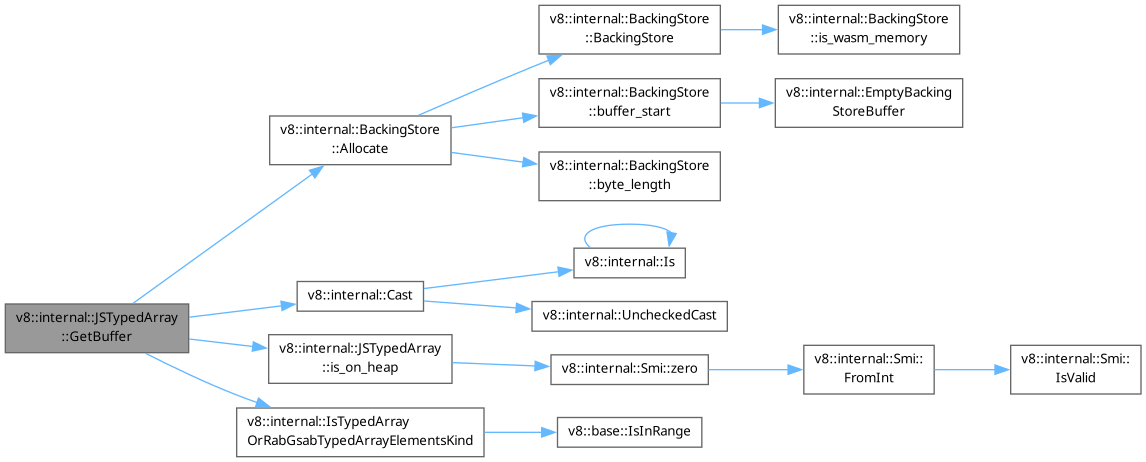 v8::internal::BackingStore
::BackingStore
v8::internal::BackingStore
::is_wasm_memory
v8::internal::BackingStore
::buffer_start
v8::internal::EmptyBacking
StoreBuffer
v8::internal::BackingStore
::Allocate
v8::internal::BackingStore
::byte_length
v8::internal::Is
v8::internal::Cast
v8::internal::UncheckedCast
v8::internal::JSTypedArray
::GetBuffer
v8::internal::JSTypedArray
::is_on_heap
v8::internal::Smi::zero
v8::internal::Smi::
FromInt
v8::internal::Smi::
IsValid
v8::internal::IsTypedArray
OrRabGsabTypedArrayElementsKind
v8::base::IsInRange